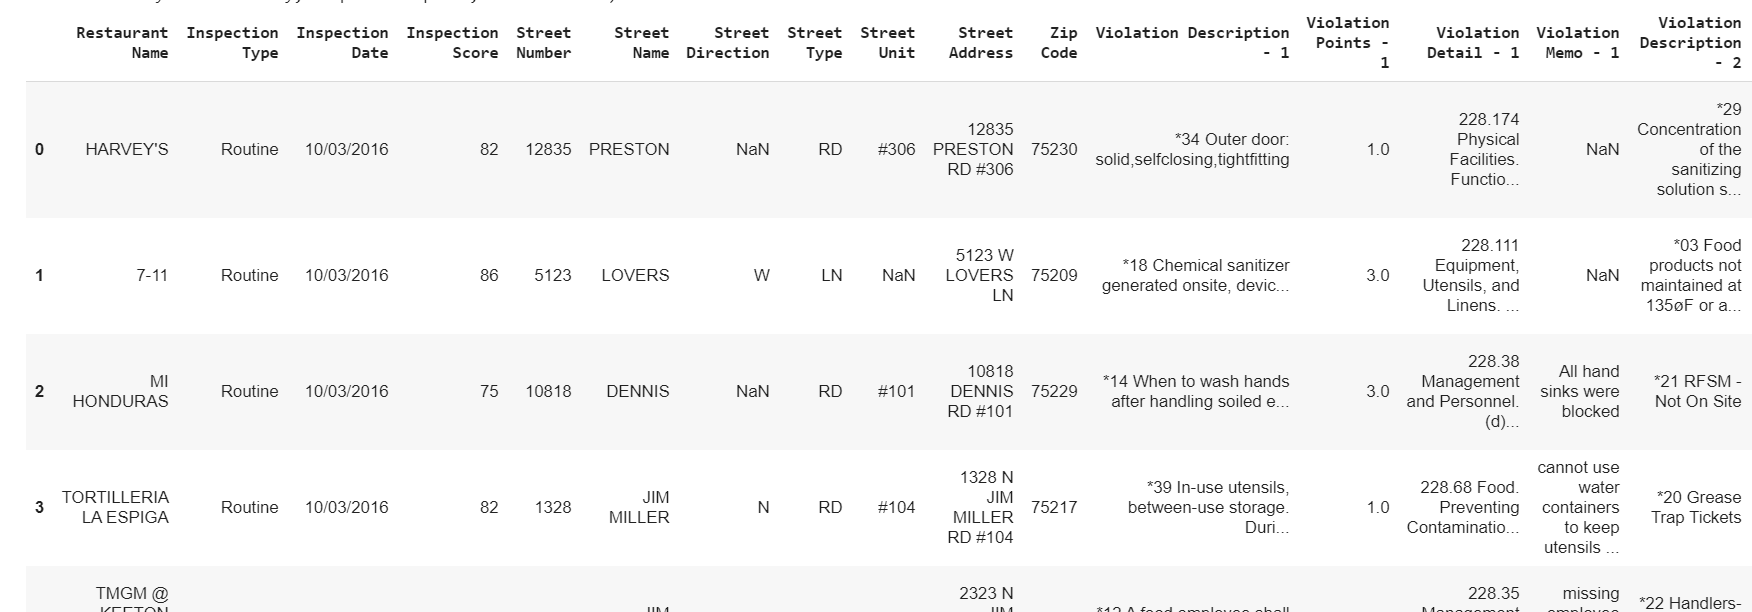 Restaurant Name Inspection Type Inspection Date Inspection Score Street Number Street Name Street Direction Street Type Street Unit Street Address Zip Code Violation Description - 1 Violation Points - 1 Violation Detail - 1 Violation Memo - 1 Violation Description - 2
0 HARVEY'S Routine 10/03/2016 82 12835 PRESTON NaN RD #306 12835 PRESTON RD #306 75230 *34 Outer door: solid,selfclosing,tightfitting 1.0 228.174 Physical Facilities. Functio... NaN *29 Concentration of the sanitizing solution s...
1 7-11 Routine 10/03/2016 86 5123 LOVERS W LN NaN 5123 W LOVERS LN 75209 *18 Chemical sanitizer generated onsite, devic... 3.0 228.111 Equipment, Utensils, and Linens. ... NaN *03 Food products not maintained at 135øF or a...
2 MI HONDURAS Routine 10/03/2016 75 10818 DENNIS NaN RD #101 10818 DENNIS RD #101 75229 *14 When to wash hands after handling soiled e... 3.0 228.38 Management and Personnel. (d)... All hand sinks were blocked *21 RFSM - Not On Site
3 TORTILLERIA LA ESPIGA Routine 10/03/2016 82 1328 JIM MILLER N RD #104 1328 N JIM MILLER RD #104 75217 *39 In-use utensils, between-use storage. Duri... 1.0 228.68 Food. Preventing Contaminatio... cannot use water containers to keep utensils ... *20 Grease Trap Tickets
TMGM @ 2323 N 228.35 missing *22 Handlers-